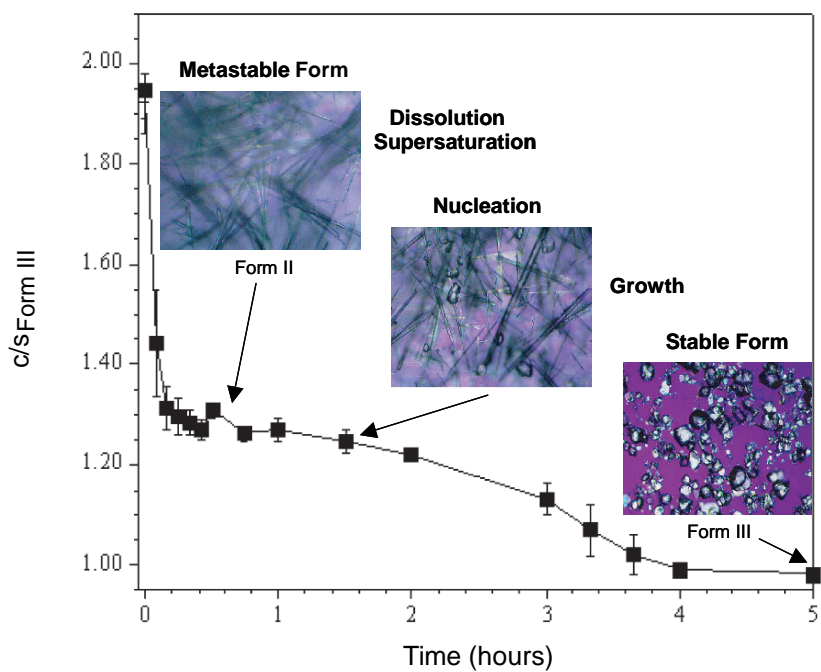 2.00
1.80
1.60
1.40
1.20
1.00
c/sForm III
Metastable Form
Dissolution
Supersaturation
Form II
Nucleation
Growth
Stable Form
Form III
0
1
2
3
4
5
Time (hours)